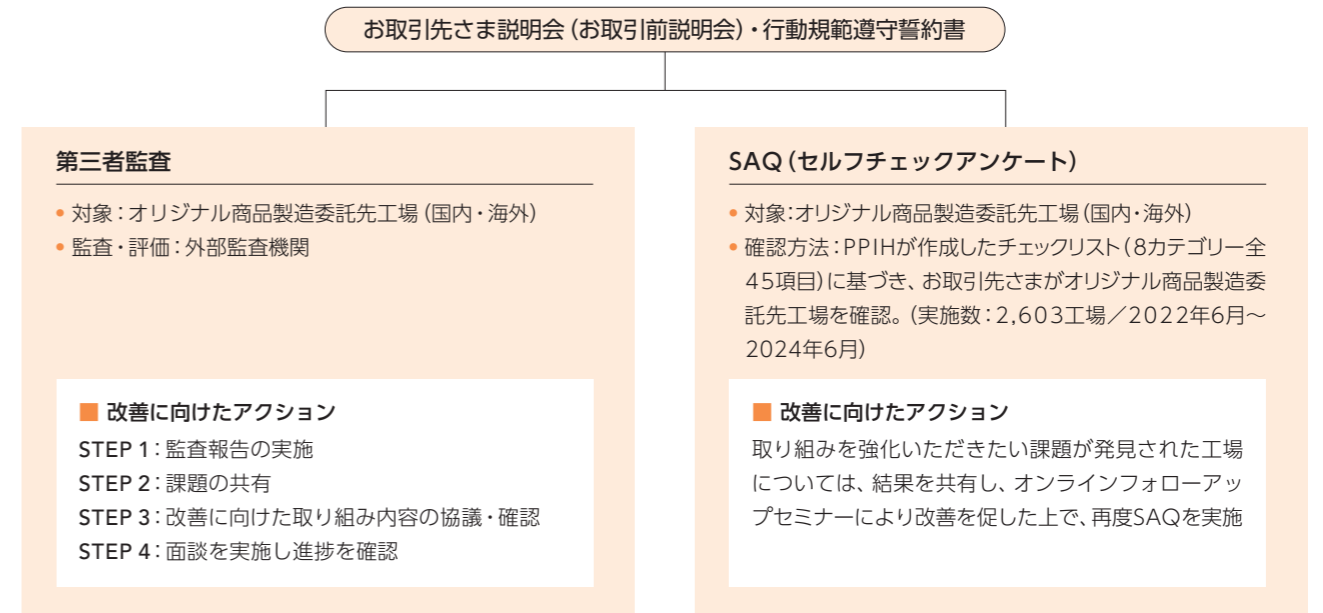 お取引先さま説明会（お取引前説明会）・行動規範遵守誓約書
第三者監査
• 対象：オリジナル商品製造委託先工場（国内・海外）
• 監査・評価：外部監査機関
■ 改善に向けたアクション
STEP 1：監査報告の実施
STEP 2：課題の共有
STEP 3：改善に向けた取り組み内容の協議・確認
STEP 4：面談を実施し進捗を確認
SAQ（セルフチェックアンケート）
• 対象：オリジナル商品製造委託先工場（国内・海外）
• 確認方法：PPIHが作成したチェックリスト（8カテゴリー全
45項目）に基づき、お取引先さまがオリジナル商品製造委
託先工場を確認。（実施数：2,603工場／2022年6月～
2024年6月）
■ 改善に向けたアクション
取り組みを強化いただきたい課題が発見された工場
については、結果を共有し、オンラインフォローアッ
プセミナーにより改善を促した上で、再度SAQを実施